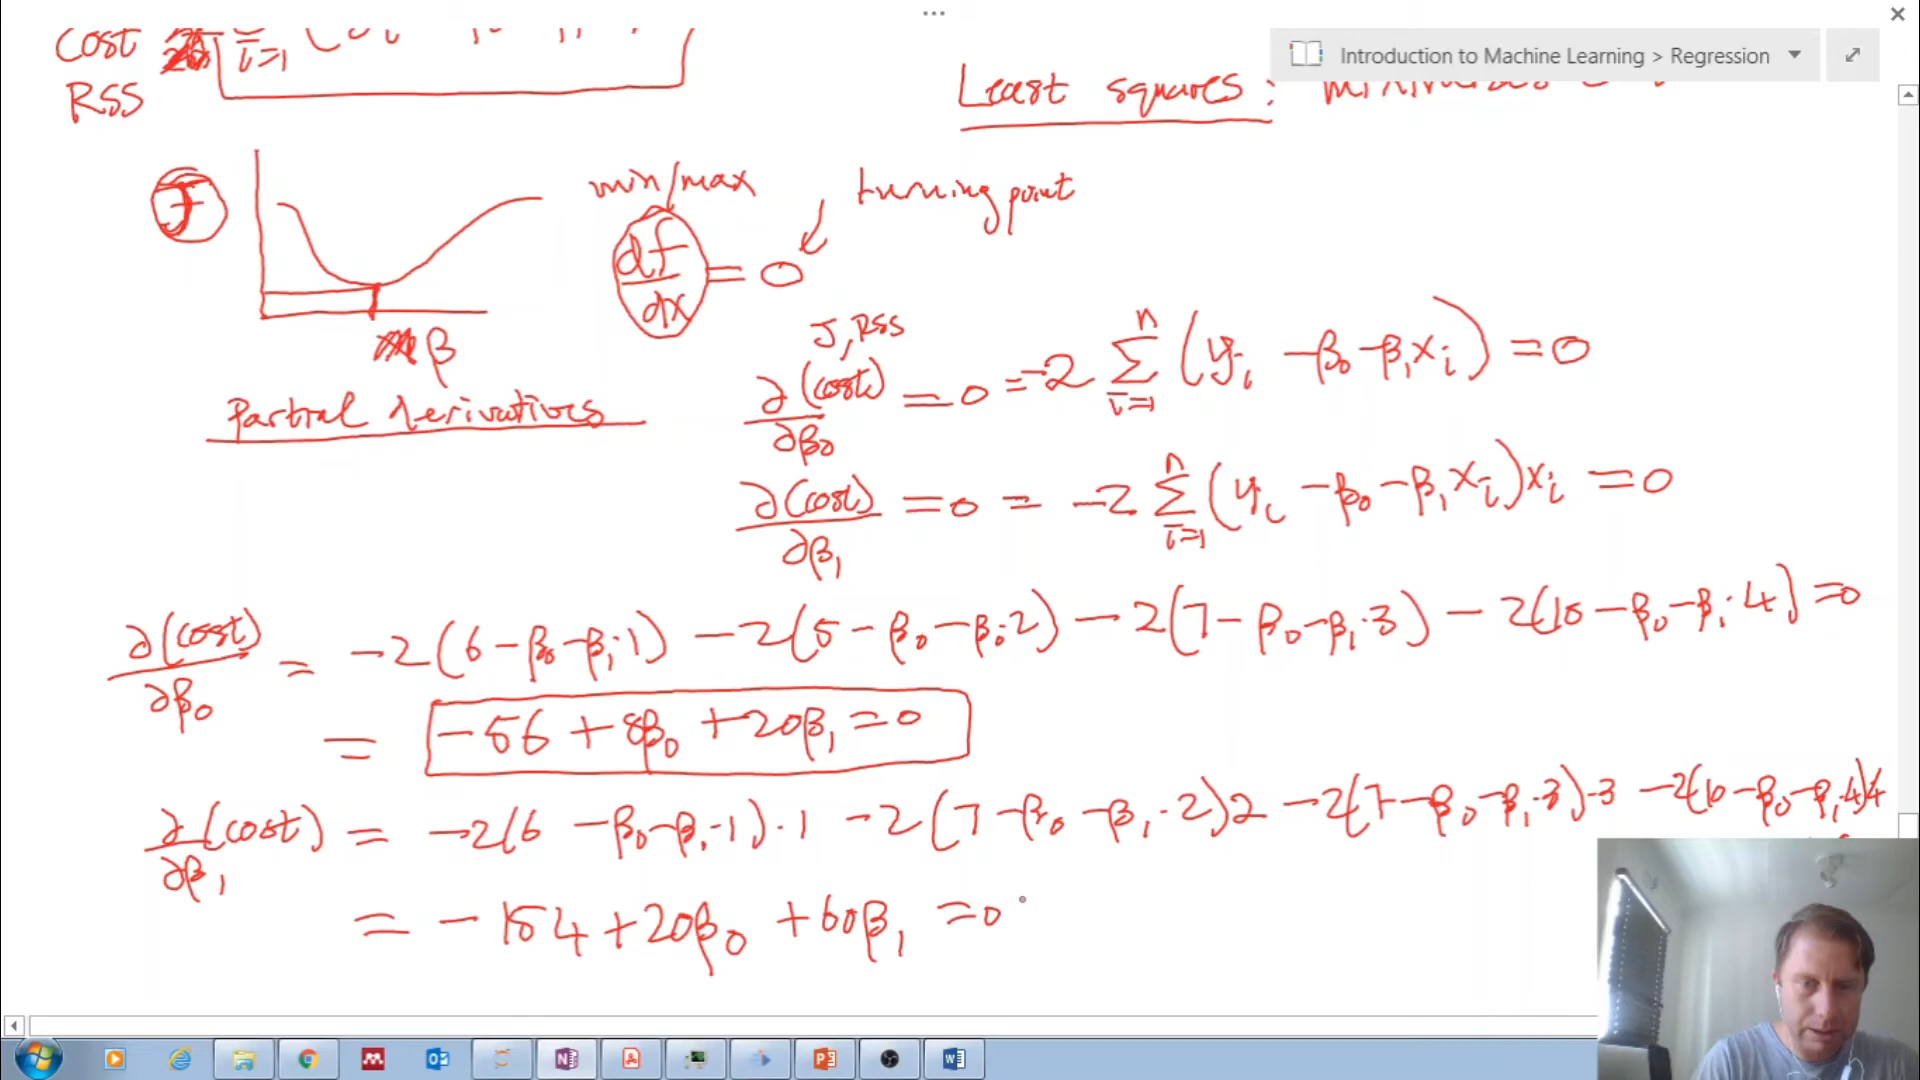 Cost
i=1
RSS
Introduction to Machine Learning > Regression
Least squares:
J
min/max
turning point
df/dx = 0
β
Partial derivatives
J, RSS
∂(cost)/∂β₀ = 0 = -2 Σ i=1 n (yᵢ - β₀ - β₁xᵢ) = 0
∂(cost)/∂β₁ = 0 = -2 Σ i=1 n (yᵢ - β₀ - β₁xᵢ)xᵢ = 0
∂(cost)/∂β₀ = -2(6 - β₀ - β₁·1) - 2(5 - β₀ - β₀·2) - 2(7 - β₀ - β₁·3) - 2(10 - β₀ - β₁·4) = 0
= -56 + 8β₀ + 20β₁ = 0
∂/∂β₁ (cost) = -2(6 - β₀ - β₁·1)·1 - 2(7 - β₀ - β₁·2)2 - 2(7 - β₀ - β₁·3)·3 - 2(10 - β₀ - β₁·4)4
= -154 + 20β₀ + 60β₁ = 0